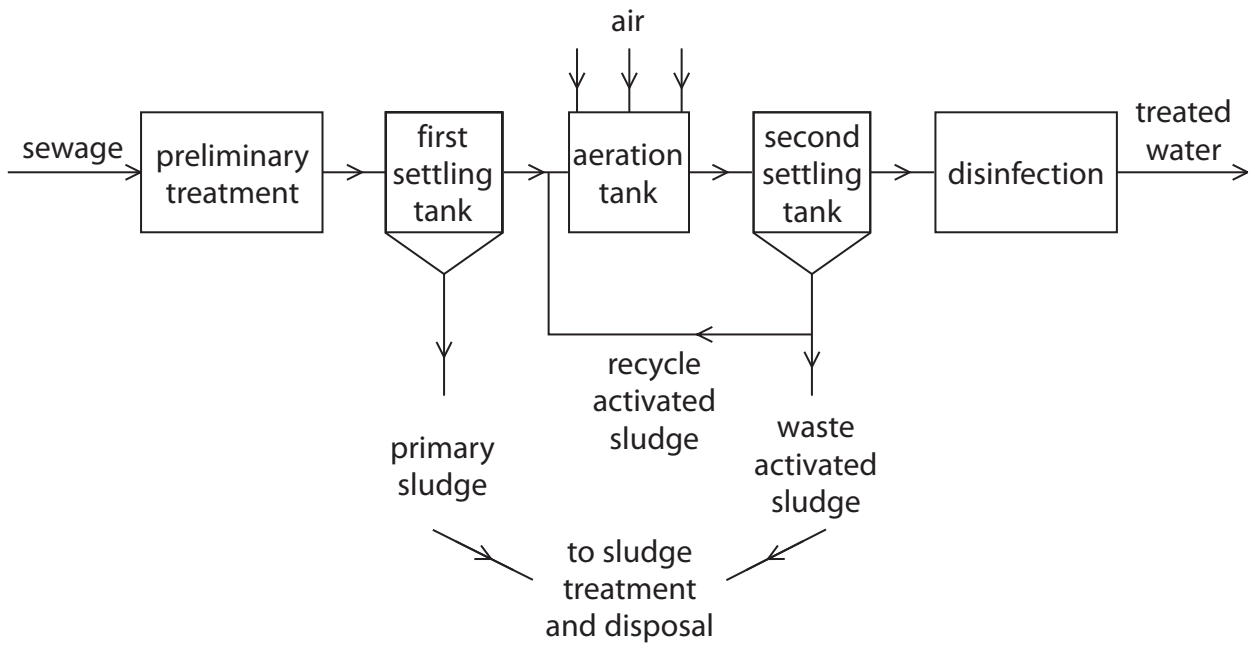 air
sewage
preliminary
treatment
first
settling
tank
aeration
tank
second
settling
tank
disinfection
treated
water
recycle
activated
sludge
primary
sludge
waste
activated
sludge
to sludge
treatment
and disposal